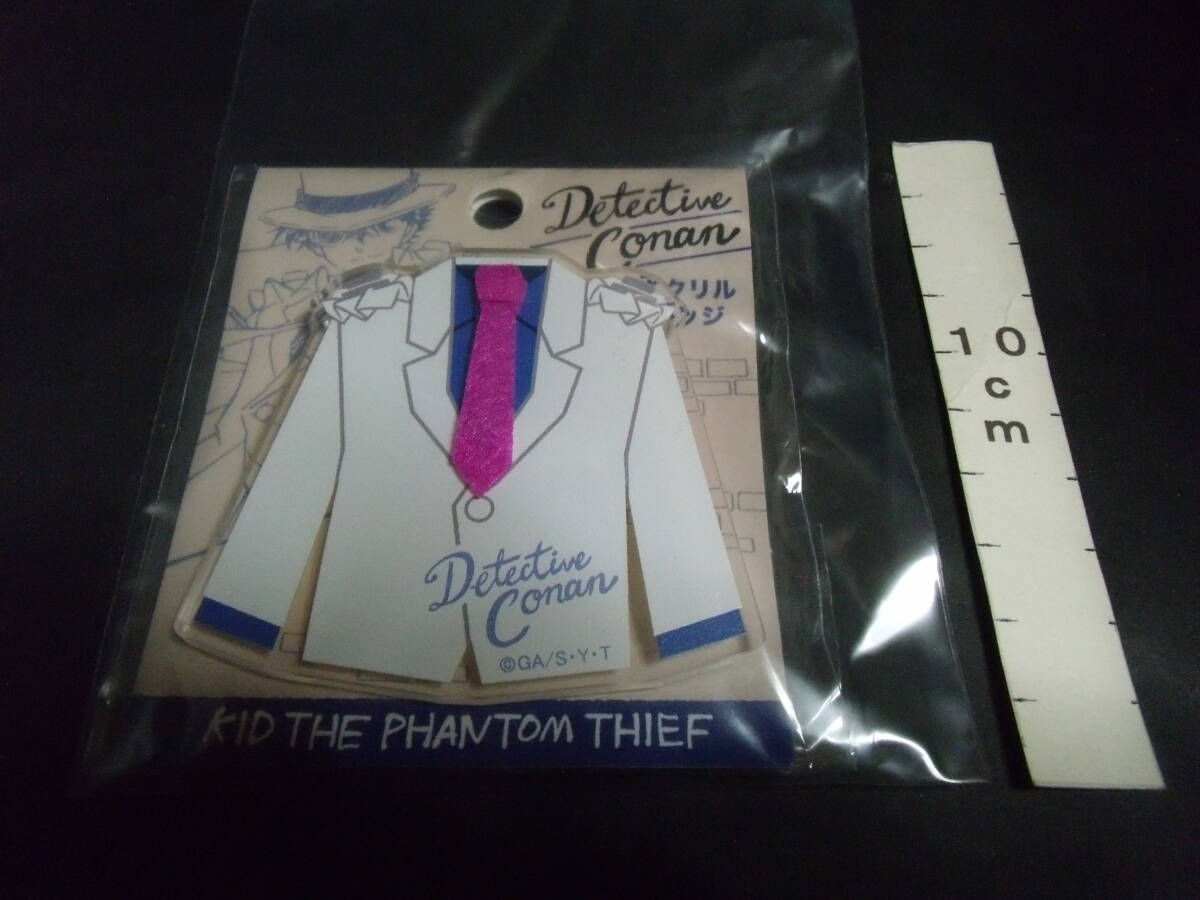 Detective
Conan
クリル
ッジ
Detective
Conan
©GA/S・Y・T
KID THE PHANTOM THIEF
10
cm